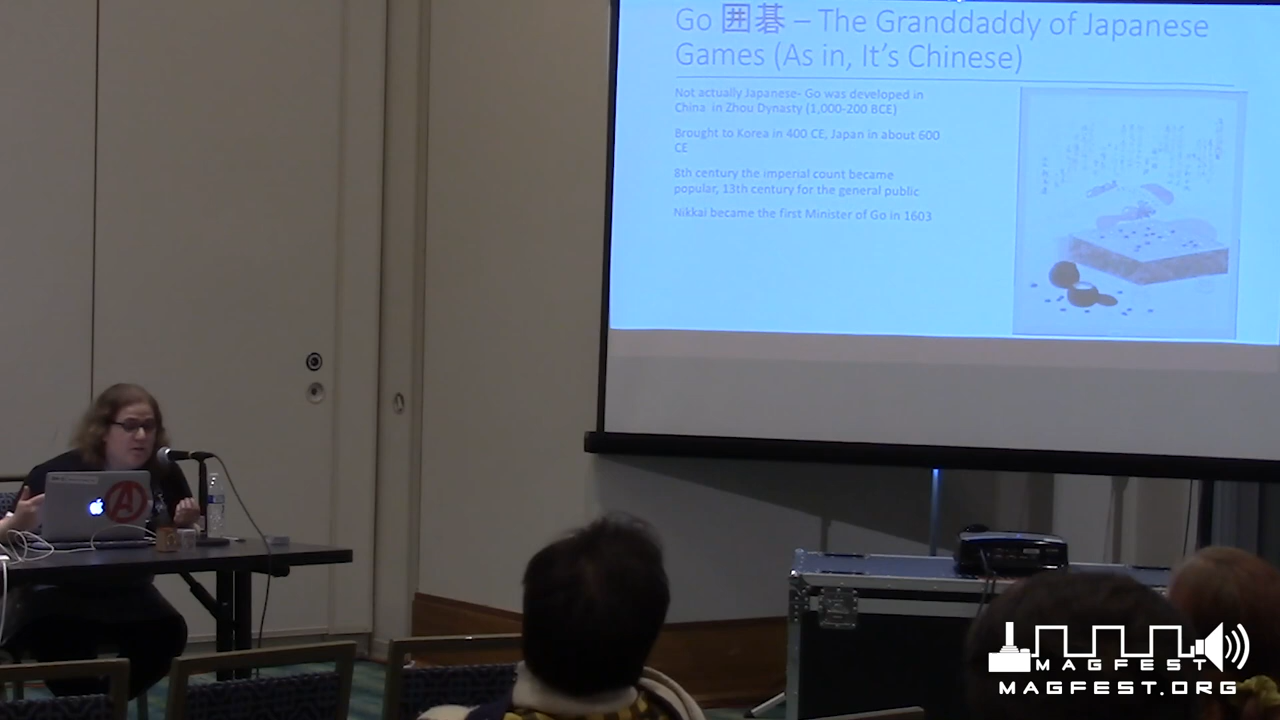 Go 囲碁 – The Granddaddy of Japanese
Games (As in, It's Chinese)
Not actually Japanese- Go was developed in
China in Zhou Dynasty (1,000-200 BCE)
Brought to Korea in 400 CE, Japan in about 600
CE
8th century the imperial count became
popular, 13th century for the general public
Nikkai became the first Minister of Go in 1603
MAGFEST
MAGFEST.ORG